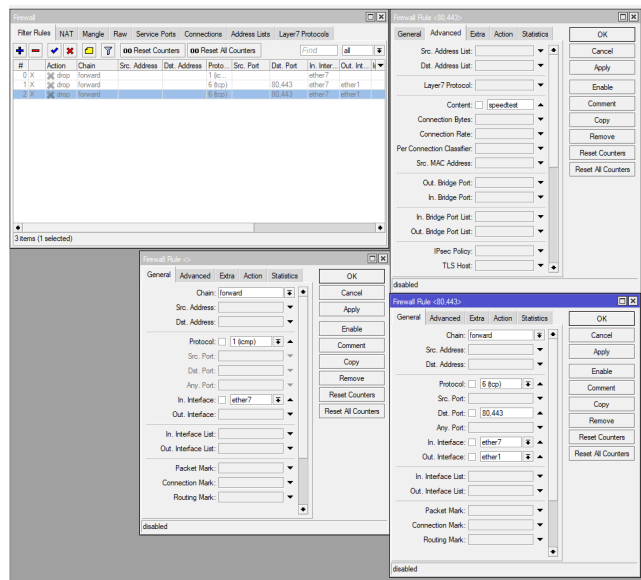 Firewall
Filter Rules NAT Mangle Raw Service Ports Connections Address Lists Layer7 Protocols
00 Reset Counters 00 Reset All Counters Find all
# Action Chain Src. Address Dst. Address Proto... Src. Port Dst. Port In. Inter... Out. Int...
0 X drop forward 1 (ic... ether7
1 X drop forward 6 (tcp) 80,443 ether7 ether1
2 X drop forward 6 (tcp) 80,443 ether7 ether1
3 items (1 selected)
Firewall Rule <80,443>
General Advanced Extra Action Statistics
Src. Address List:
Dst. Address List:
Layer7 Protocol:
Content: speedtest
Connection Bytes:
Connection Rate:
Per Connection Classifier:
Src. MAC Address:
Out. Bridge Port:
In. Bridge Port:
In. Bridge Port List:
Out. Bridge Port List:
IPsec Policy:
TLS Host:
OK
Cancel
Apply
Enable
Comment
Copy
Remove
Reset Counters
Reset All Counters
disabled
Firewall Rule <>
General Advanced Extra Action Statistics
Chain: forward
Src. Address:
Dst. Address:
Protocol: 1 (icmp)
Src. Port:
Dst. Port:
Any. Port:
In. Interface: ether7
Out. Interface:
In. Interface List:
Out. Interface List:
Packet Mark:
Connection Mark:
Routing Mark:
OK
Cancel
Apply
Enable
Comment
Copy
Remove
Reset Counters
Reset All Counters
disabled
Firewall Rule <80,443>
General Advanced Extra Action Statistics
Chain: forward
Src. Address:
Dst. Address:
Protocol: 6 (tcp)
Src. Port:
Dst. Port: 80,443
Any. Port:
In. Interface: ether7
Out. Interface: ether1
In. Interface List:
Out. Interface List:
Packet Mark:
Connection Mark:
Routing Mark:
OK
Cancel
Apply
Enable
Comment
Copy
Remove
Reset Counters
Reset All Counters
disabled